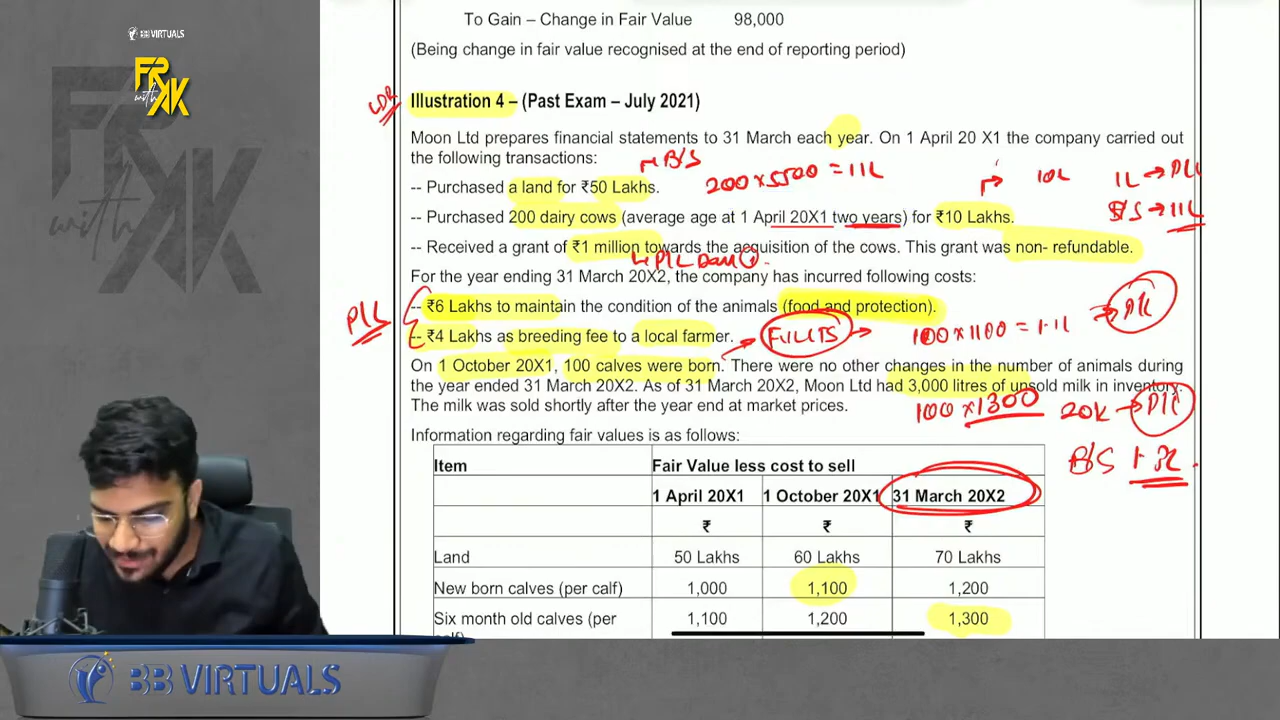 BB VIRTUALS
FR
with
AK
To Gain – Change in Fair Value 98,000
(Being change in fair value recognised at the end of reporting period)
LDR Illustration 4 – (Past Exam – July 2021)
Moon Ltd prepares financial statements to 31 March each year. On 1 April 20 X1 the company carried out
the following transactions:
→ B/S
200×5500 = 11L
10L
1L → P/L
-- Purchased a land for ₹50 Lakhs.
B/S → 11L
-- Purchased 200 dairy cows (average age at 1 April 20X1 two years) for ₹10 Lakhs.
-- Received a grant of ₹1 million towards the acquisition of the cows. This grant was non- refundable.
↳ P/L Day ①
For the year ending 31 March 20X2, the company has incurred following costs:
-- ₹6 Lakhs to maintain the condition of the animals (food and protection).
P/L
-- ₹4 Lakhs as breeding fee to a local farmer.
→ FVLCTS → 100×1100 = 1.1L → P/L
On 1 October 20X1, 100 calves were born. There were no other changes in the number of animals during
the year ended 31 March 20X2. As of 31 March 20X2, Moon Ltd had 3,000 litres of unsold milk in inventory.
The milk was sold shortly after the year end at market prices.
100×1300 20K → P/L
Information regarding fair values is as follows:
B/S 1.3L
Item Fair Value less cost to sell
1 April 20X1 1 October 20X1 31 March 20X2
₹ ₹ ₹
Land 50 Lakhs 60 Lakhs 70 Lakhs
New born calves (per calf) 1,000 1,100 1,200
Six month old calves (per 1,100 1,200 1,300
BB VIRTUALS